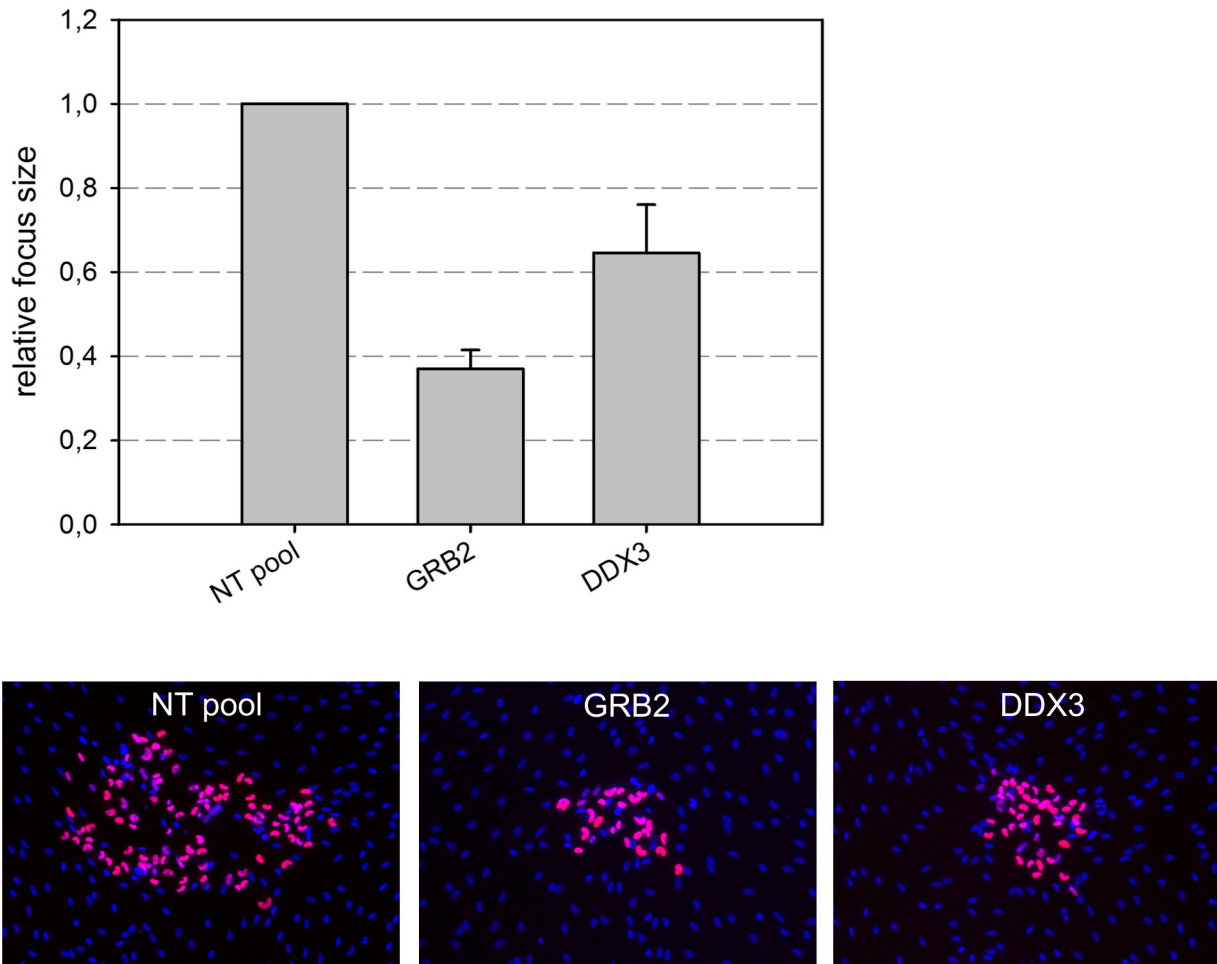 1,2
1,0
0,8
0,6
0,4
0,2
0,0
relative focus size
NT pool
GRB2
DDX3
NT pool
GRB2
DDX3